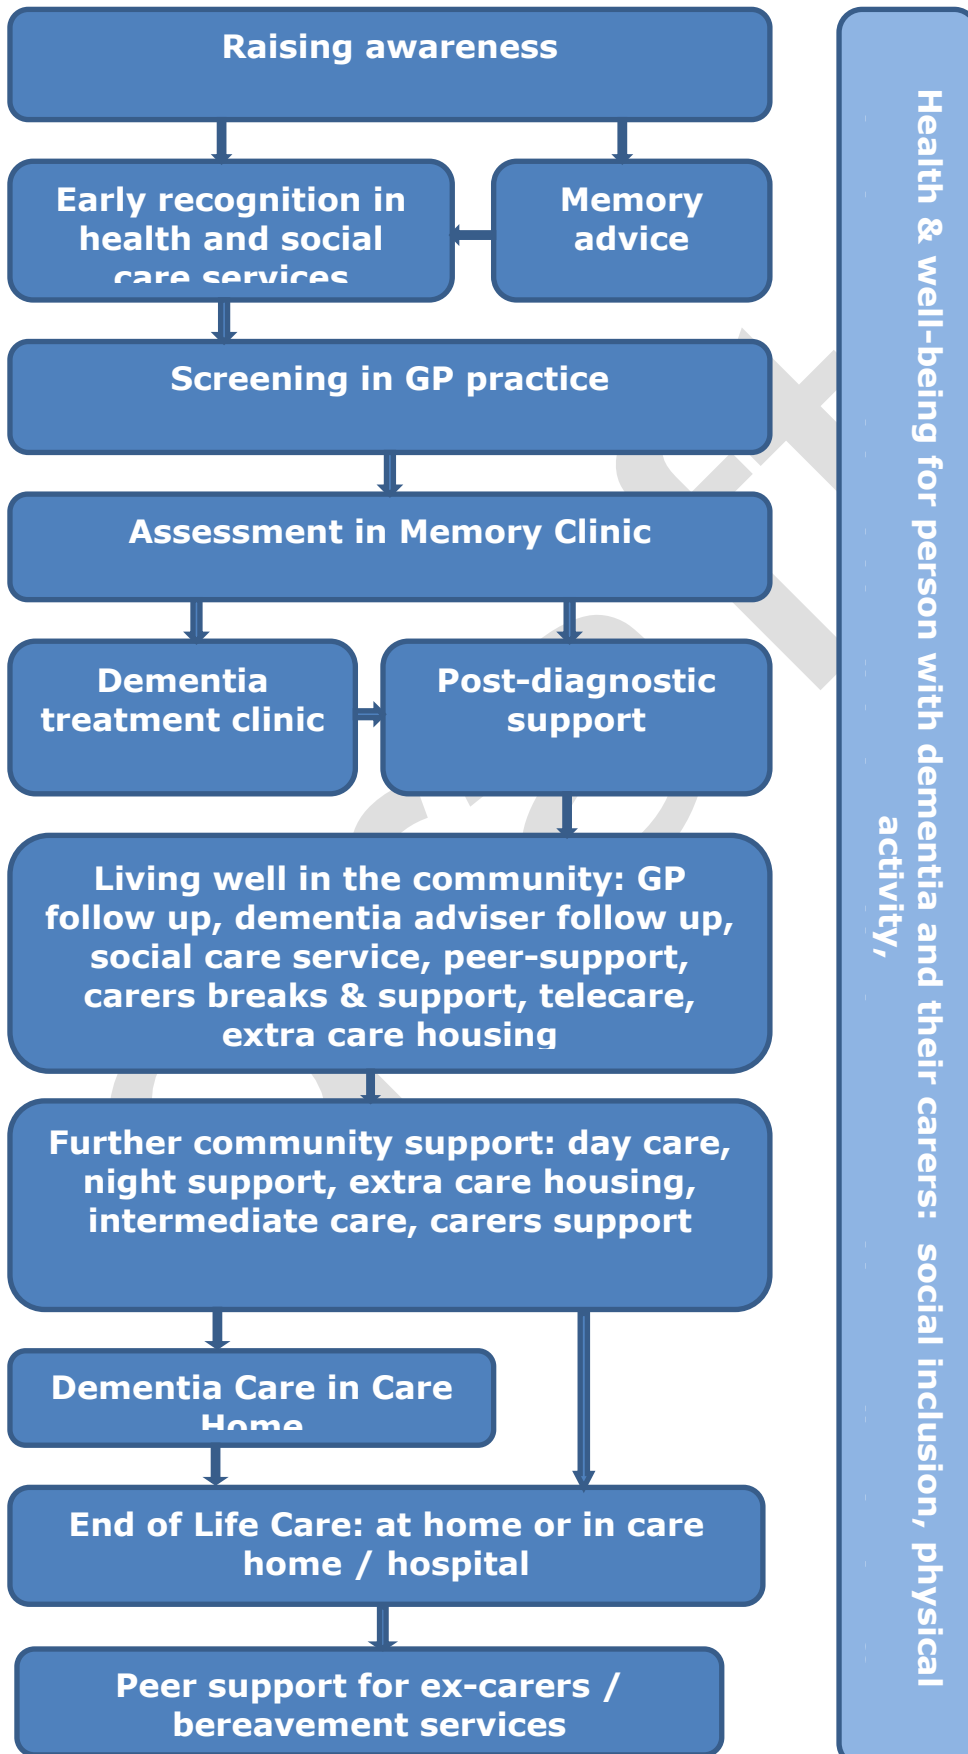 Raising awareness
Early recognition in
health and social
care services
Memory
advice
Screening in GP practice
Assessment in Memory Clinic
Dementia
treatment clinic
Post-diagnostic
support
Living well in the community: GP
follow up, dementia adviser follow up,
social care service, peer-support,
carers breaks & support, telecare,
extra care housing
Further community support: day care,
night support, extra care housing,
intermediate care, carers support
Dementia Care in Care
Home
End of Life Care: at home or in care
home / hospital
Peer support for ex-carers /
bereavement services
Health & well-being for person with dementia and their carers: social inclusion, physical
activity,